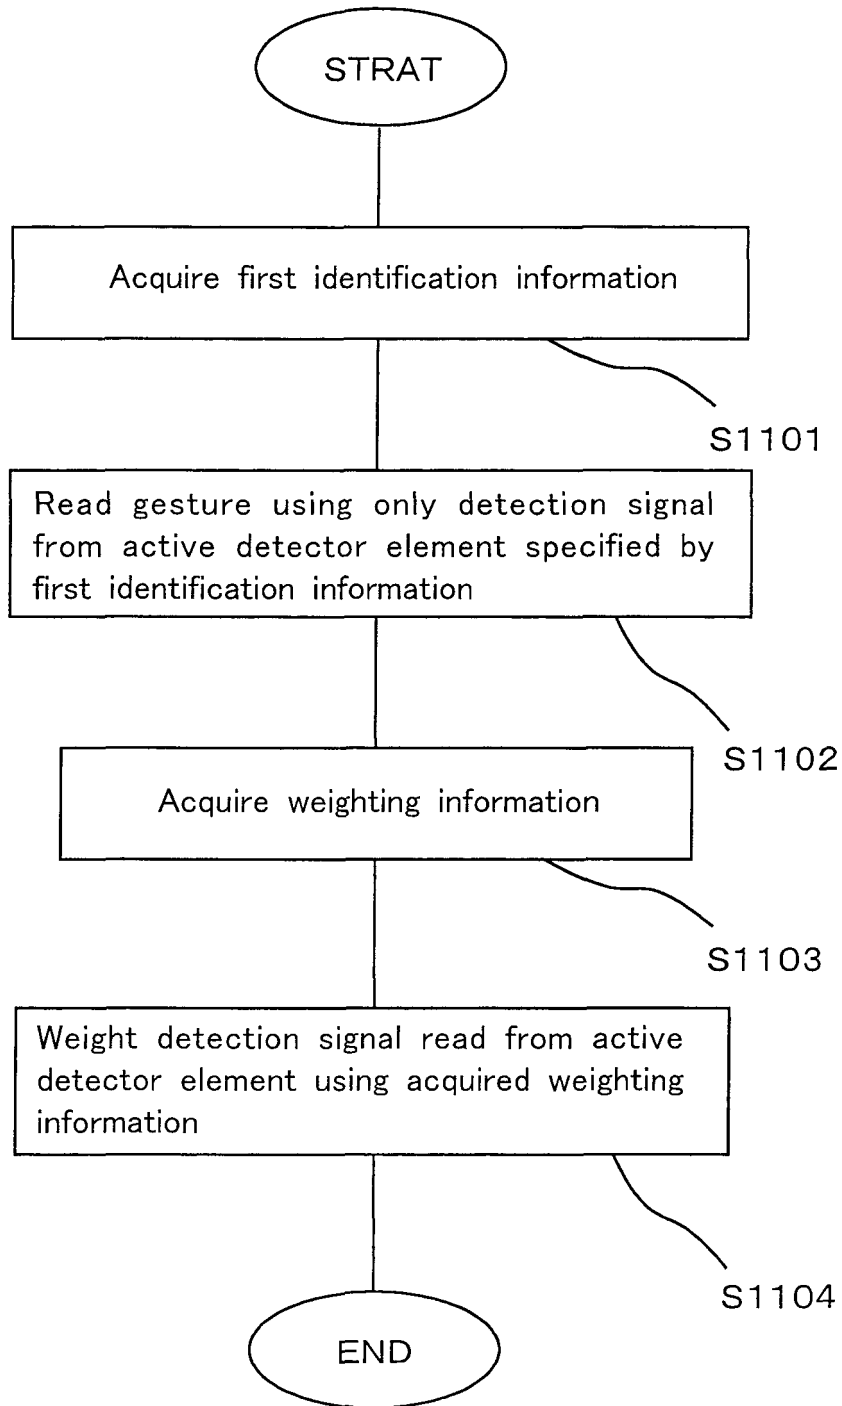 STRAT
Acquire first identification information
S1101
Read gesture using only detection signal
from active detector element specified by
first identification information
S1102
Acquire weighting information
S1103
Weight detection signal read from active
detector element using acquired weighting
information
S1104
END